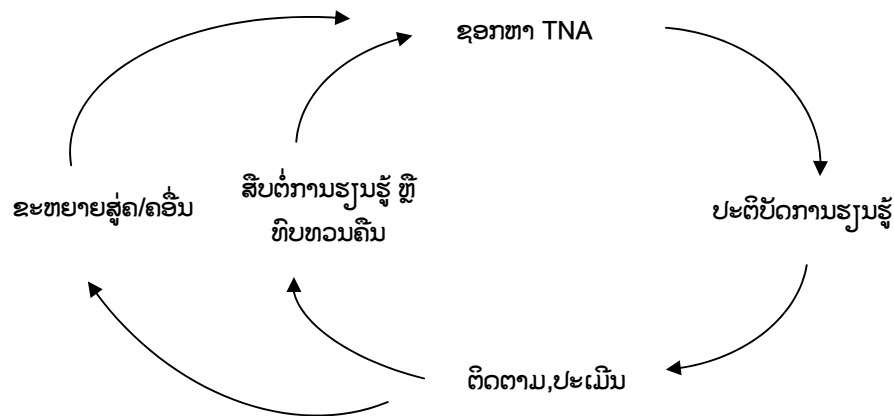 ຊອກຫາ TNA
ສືບຕໍ່ການຮຽນຮູ້ ຫຼື
ທົບທວນຄືນ
ຂະຫຍາຍສູ່ຄ/ຄອື່ນ
ປະຕິບັດການຮຽນຮູ້
ຕິດຕາມ,ປະເມີນ